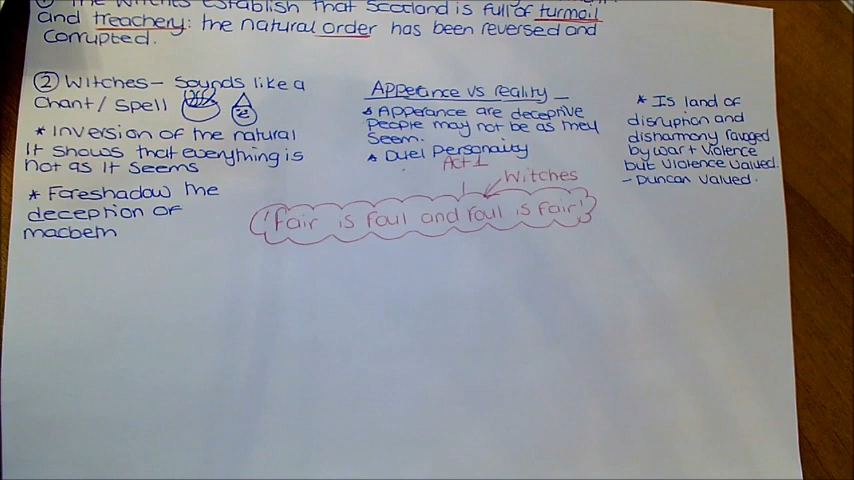 ① The witches establish that Scotland is full of turmoil
and treachery: the natural order has been reversed and
corrupted.
② Witches - sounds like a
Chant / spell
* Inversion of the natural
It shows that everything is
not as it seems
* Foreshadow the
deception of
macbeth
Appetance vs reality
* Apperance are deceptive
People may not be as they
seem.
* Duel personality
Act 1
Witches
'fair is foul and foul is fair'
* Is land of
disruption and
disharmony ravaged
by war + violence
but violence valued.
- Duncan valued.